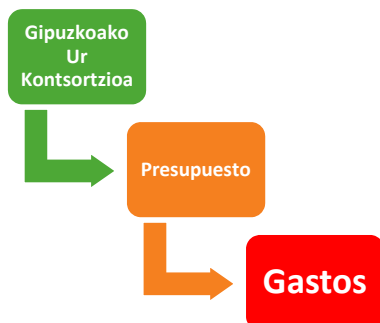 Gipuzkoako
Ur
Kontsortzioa
Presupuesto
Gastos